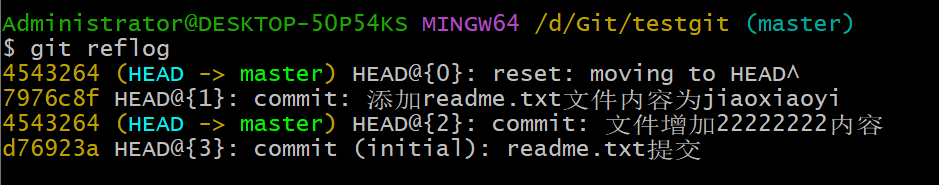 Administrator@DESKTOP-5OP54KS MINGW64 /d/Git/testgit (master)
$ git reflog
4543264 (HEAD -> master) HEAD@{0}: reset: moving to HEAD^
7976c8f HEAD@{1}: commit: 添加readme.txt文件内容为jiaoxiaoyi
4543264 (HEAD -> master) HEAD@{2}: commit: 文件增加22222222内容
d76923a HEAD@{3}: commit (initial): readme.txt提交